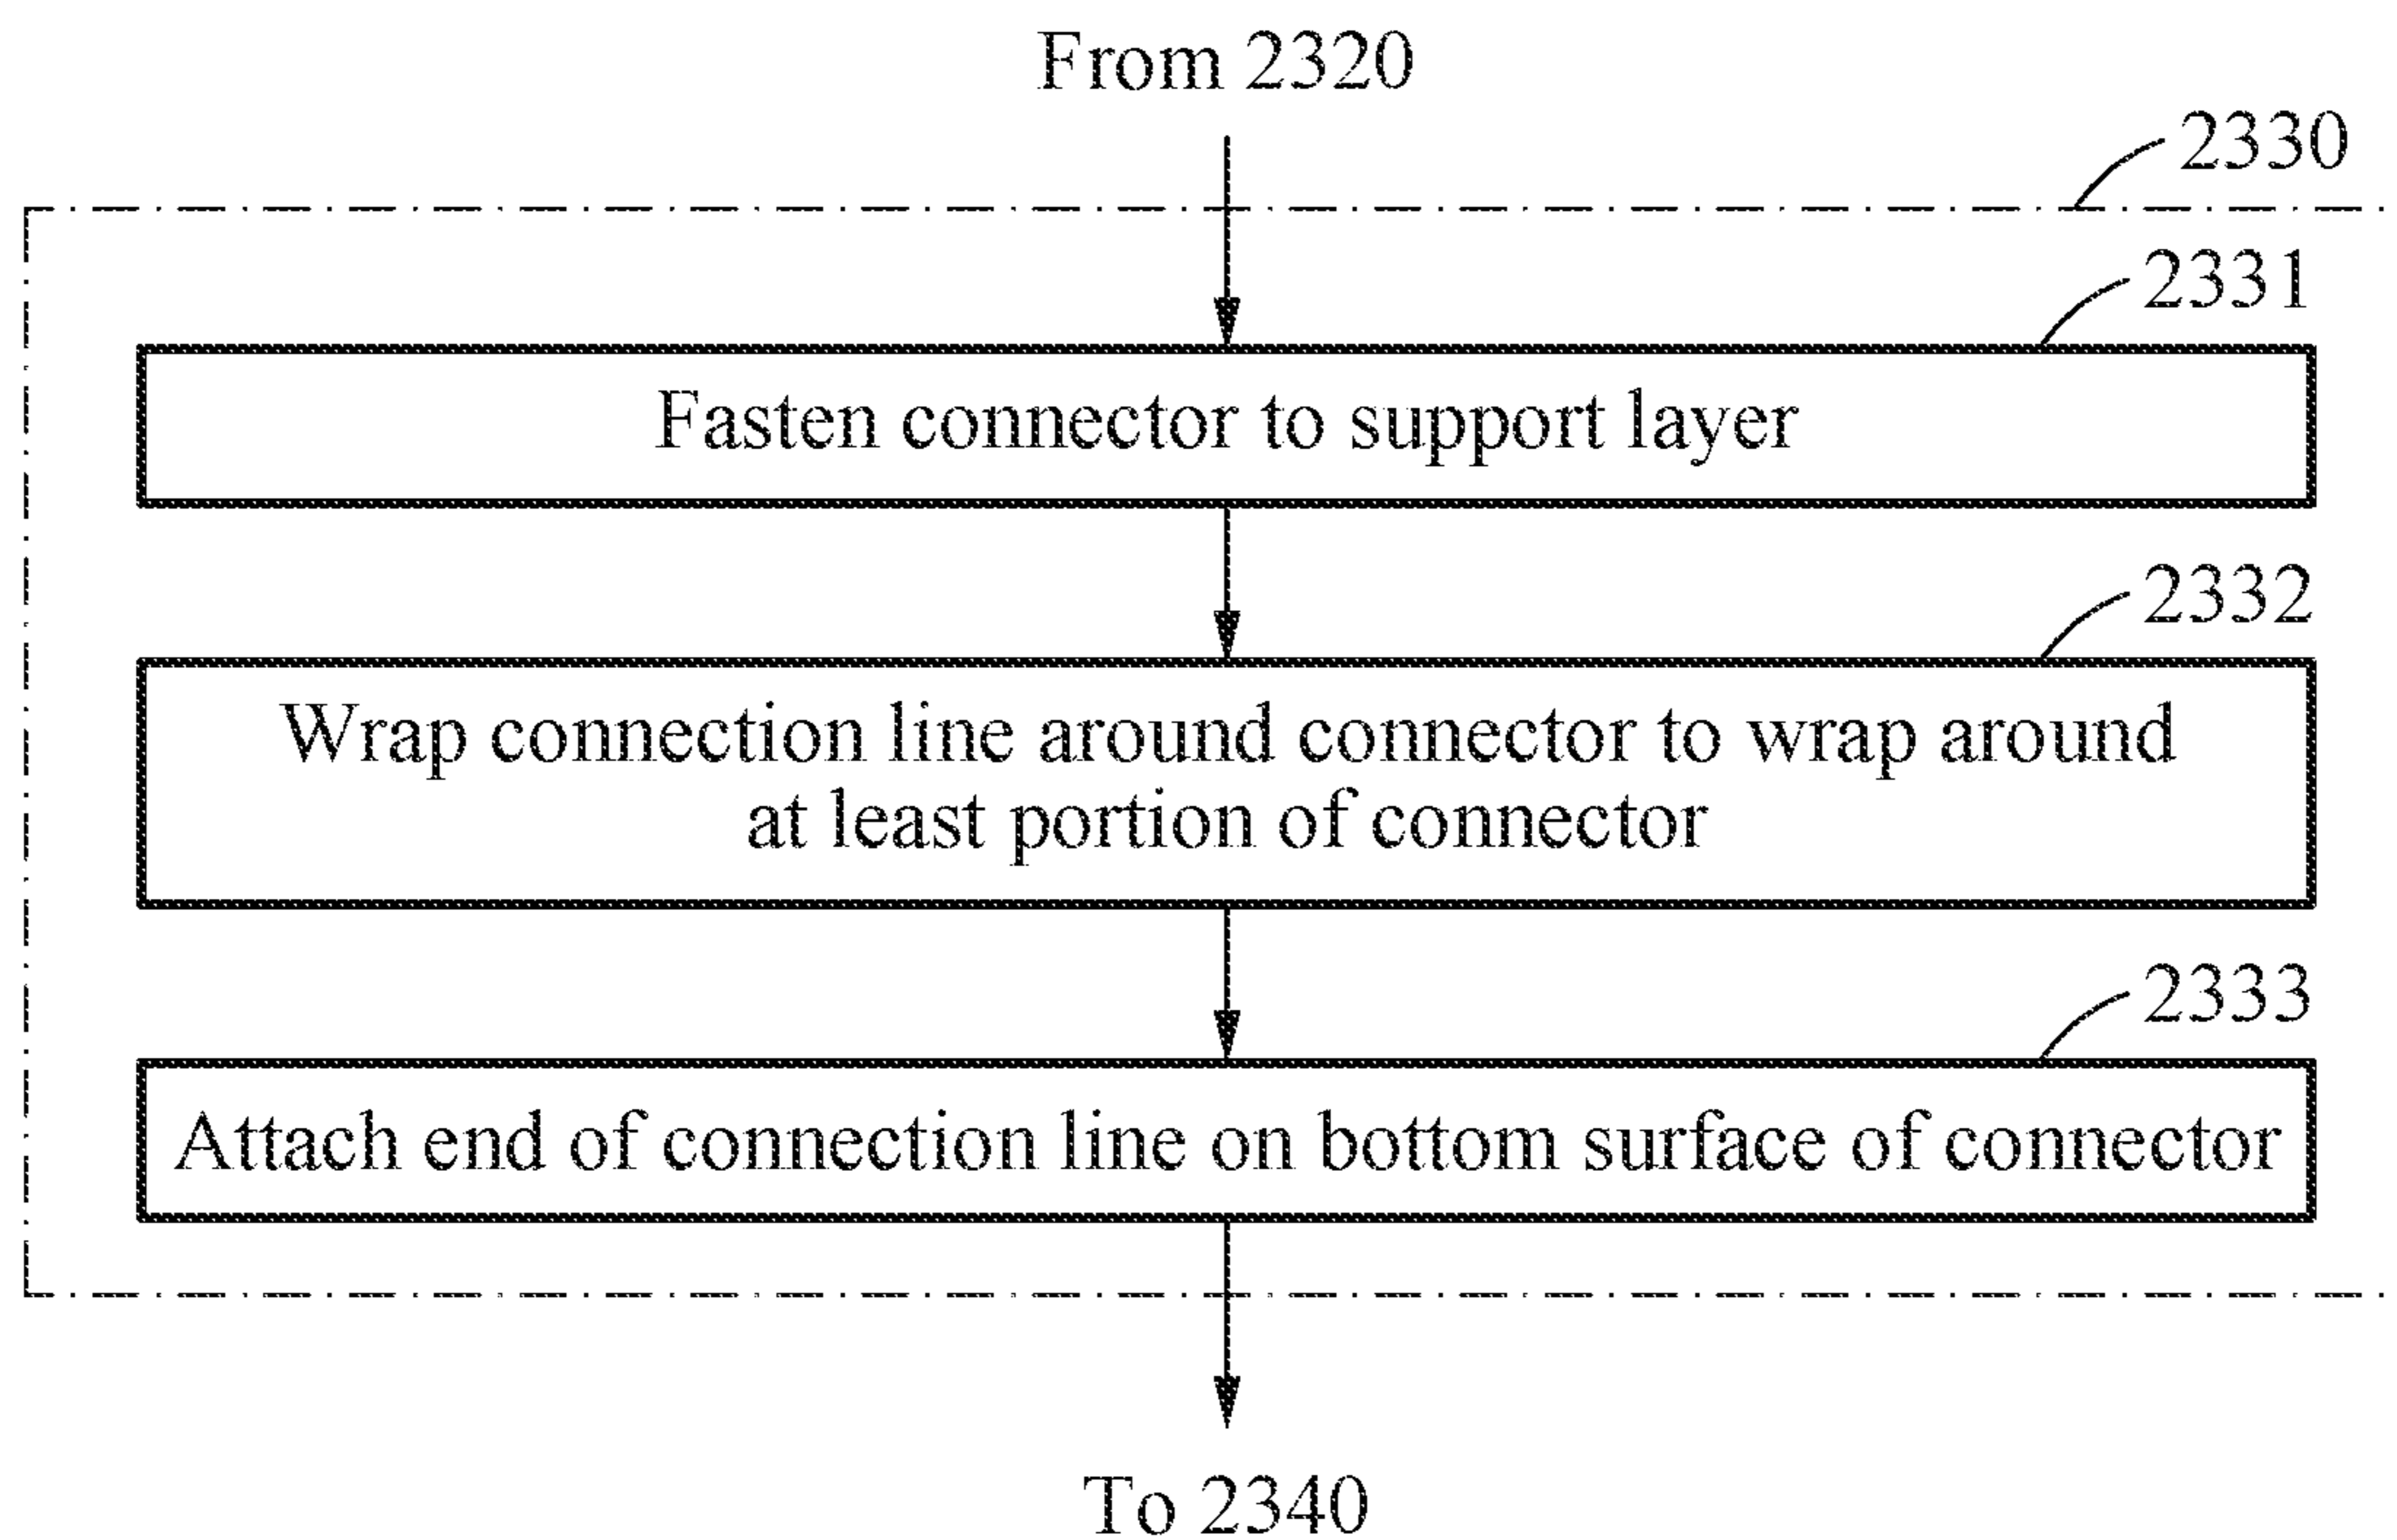 From 2320
2330
2331
Fasten connector to support layer
2332
Wrap connection line around connector to wrap around
at least portion of connector
2333
Attach end of connection line on bottom surface of connector
To 2340